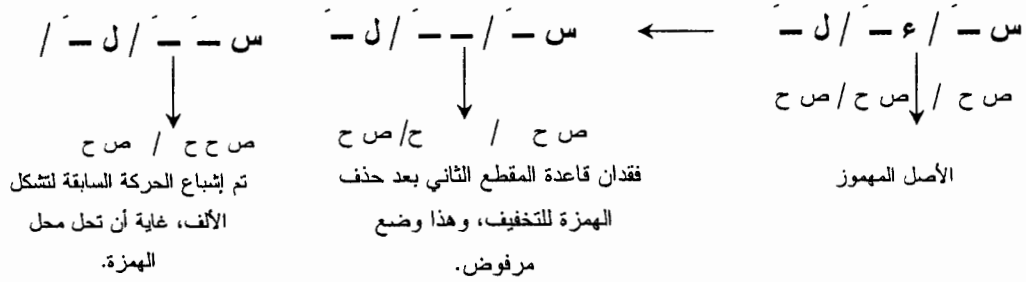 س ـَ / ء ـَ / ل ـَ ← س ـَ / ـ ـَ / ل ـَ س ـَ ـَ / ل ـَ /
ص ح / ص ح / ص ح
ص ح / ح / ص ح
ص ح ح / ص ح
الأصل المهموز
فقدان قاعدة المقطع الثاني بعد حذف
الهمزة للتخفيف، وهذا وضع
مرفوض.
تم إشباع الحركة السابقة لتشكل
الألف، غاية أن تحل محل
الهمزة.